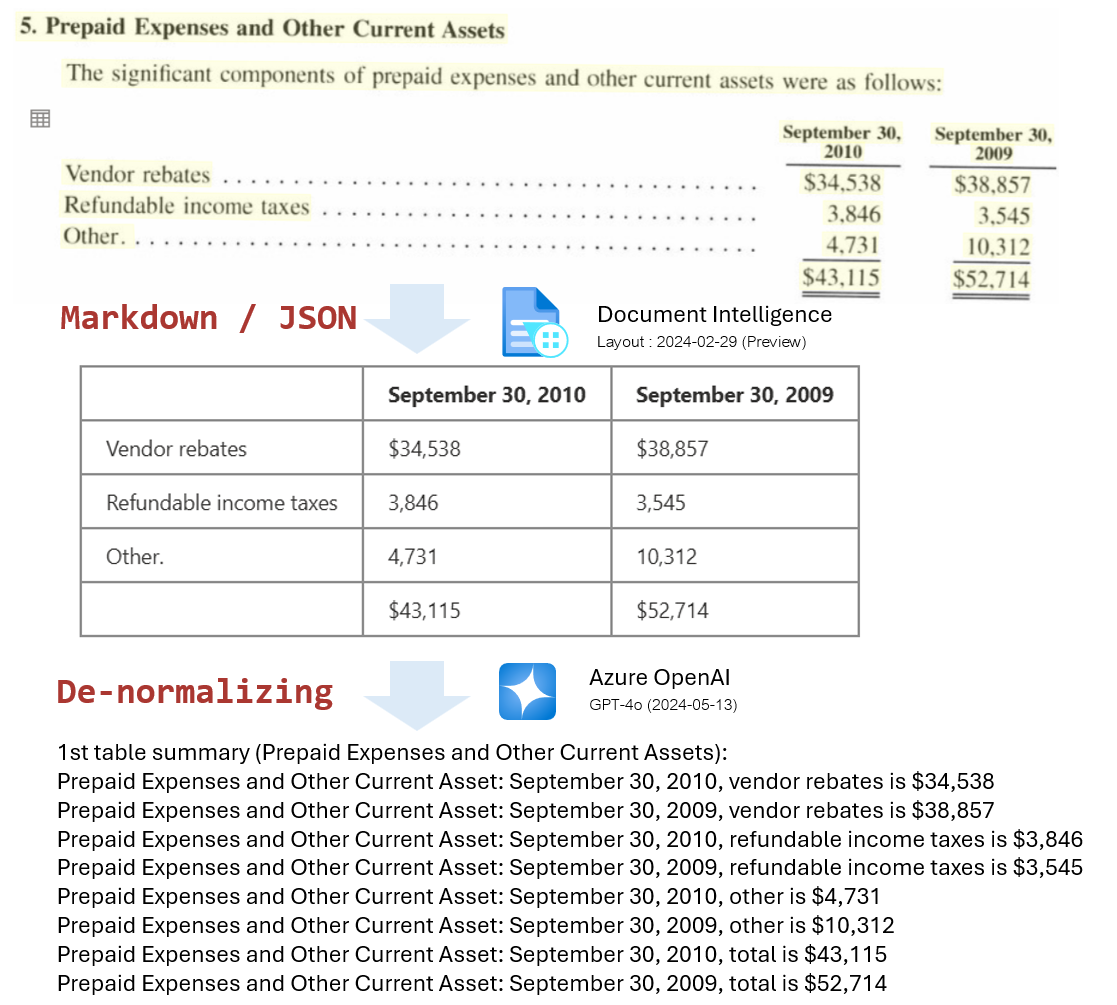 5. Prepaid Expenses and Other Current Assets
The significant components of prepaid expenses and other current assets were as follows:
September 30, 2010 September 30, 2009
Vendor rebates . . . . . . . . . . . . . . . . . . . . . . . . . . . . . . . . . . . . . . . . $34,538 $38,857
Refundable income taxes . . . . . . . . . . . . . . . . . . . . . . . . . . . . . . . . 3,846 3,545
Other. . . . . . . . . . . . . . . . . . . . . . . . . . . . . . . . . . . . . . . . . . . . . 4,731 10,312
$43,115 $52,714
Markdown / JSON
Document Intelligence
Layout : 2024-02-29 (Preview)
September 30, 2010 September 30, 2009
Vendor rebates $34,538 $38,857
Refundable income taxes 3,846 3,545
Other. 4,731 10,312
$43,115 $52,714
De-normalizing
Azure OpenAI
GPT-4o (2024-05-13)
1st table summary (Prepaid Expenses and Other Current Assets):
Prepaid Expenses and Other Current Asset: September 30, 2010, vendor rebates is $34,538
Prepaid Expenses and Other Current Asset: September 30, 2009, vendor rebates is $38,857
Prepaid Expenses and Other Current Asset: September 30, 2010, refundable income taxes is $3,846
Prepaid Expenses and Other Current Asset: September 30, 2009, refundable income taxes is $3,545
Prepaid Expenses and Other Current Asset: September 30, 2010, other is $4,731
Prepaid Expenses and Other Current Asset: September 30, 2009, other is $10,312
Prepaid Expenses and Other Current Asset: September 30, 2010, total is $43,115
Prepaid Expenses and Other Current Asset: September 30, 2009, total is $52,714